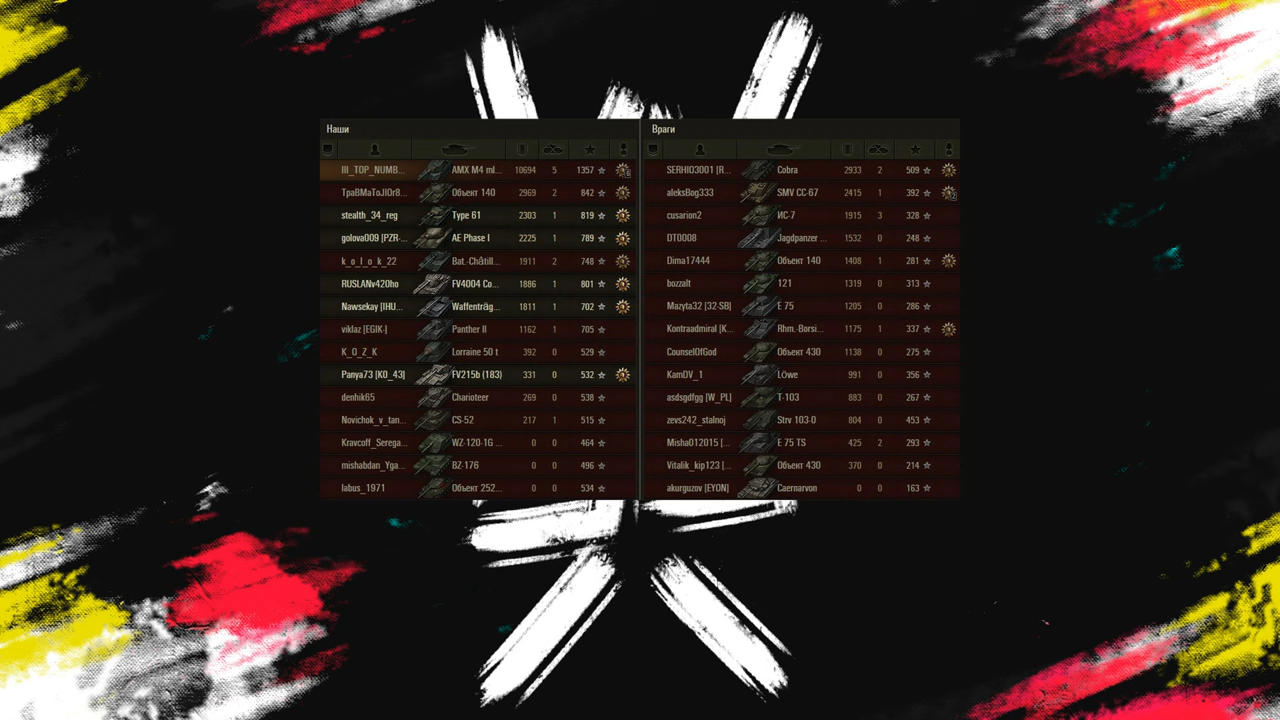 Наши
III_TOP_NUMB... AMX M4 ml... 10694 5 1357
TpaBMaToJIOr8... Объект 140 2969 2 842
stealth_34_reg Type 61 2303 1 819
golova009 [PZR-... AE Phase I 2225 1 789
k_o_l_o_k_22 Bat.-Châtill... 1911 2 748
RUSLANv420ho FV4004 Co... 1886 1 801
Nawsekay [IHU... Waffenträg... 1811 1 702
viklaz [EGIK-] Panther II 1162 1 705
K_O_Z_K Lorraine 50 t 392 0 529
Panya73 [K0_43] FV215b (183) 331 0 532
denhik65 Charioteer 269 0 538
Novichok_v_tan... CS-52 217 1 515
Kravcoff_Serega... WZ-120-1G ... 0 0 464
mishabdan_Yga... BZ-176 0 0 496
labus_1971 Объект 252... 0 0 534
Враги
SERHIO3001 [R... Cobra 2933 2 509
aleksBog333 SMV CC-67 2415 1 392
cusarion2 ИС-7 1915 3 328
DT0008 Jagdpanzer ... 1532 0 248
Dima17444 Объект 140 1408 1 281
bozzalt 121 1319 0 313
Mazyta32 [32-SB] E 75 1205 0 286
Kontraadmiral [K... Rhm.-Borsi... 1175 1 337
CounselOfGod Объект 430 1138 0 275
KamDV_1 Löwe 991 0 356
asdsgdfgg [W_PL] T-103 883 0 267
zevs242_stalnoj Strv 103-0 804 0 453
Misha012015 [... E 75 TS 425 2 293
Vitalik_kip123 [... Объект 430 370 0 214
akurguzov [EYON] Caernarvon 0 0 163